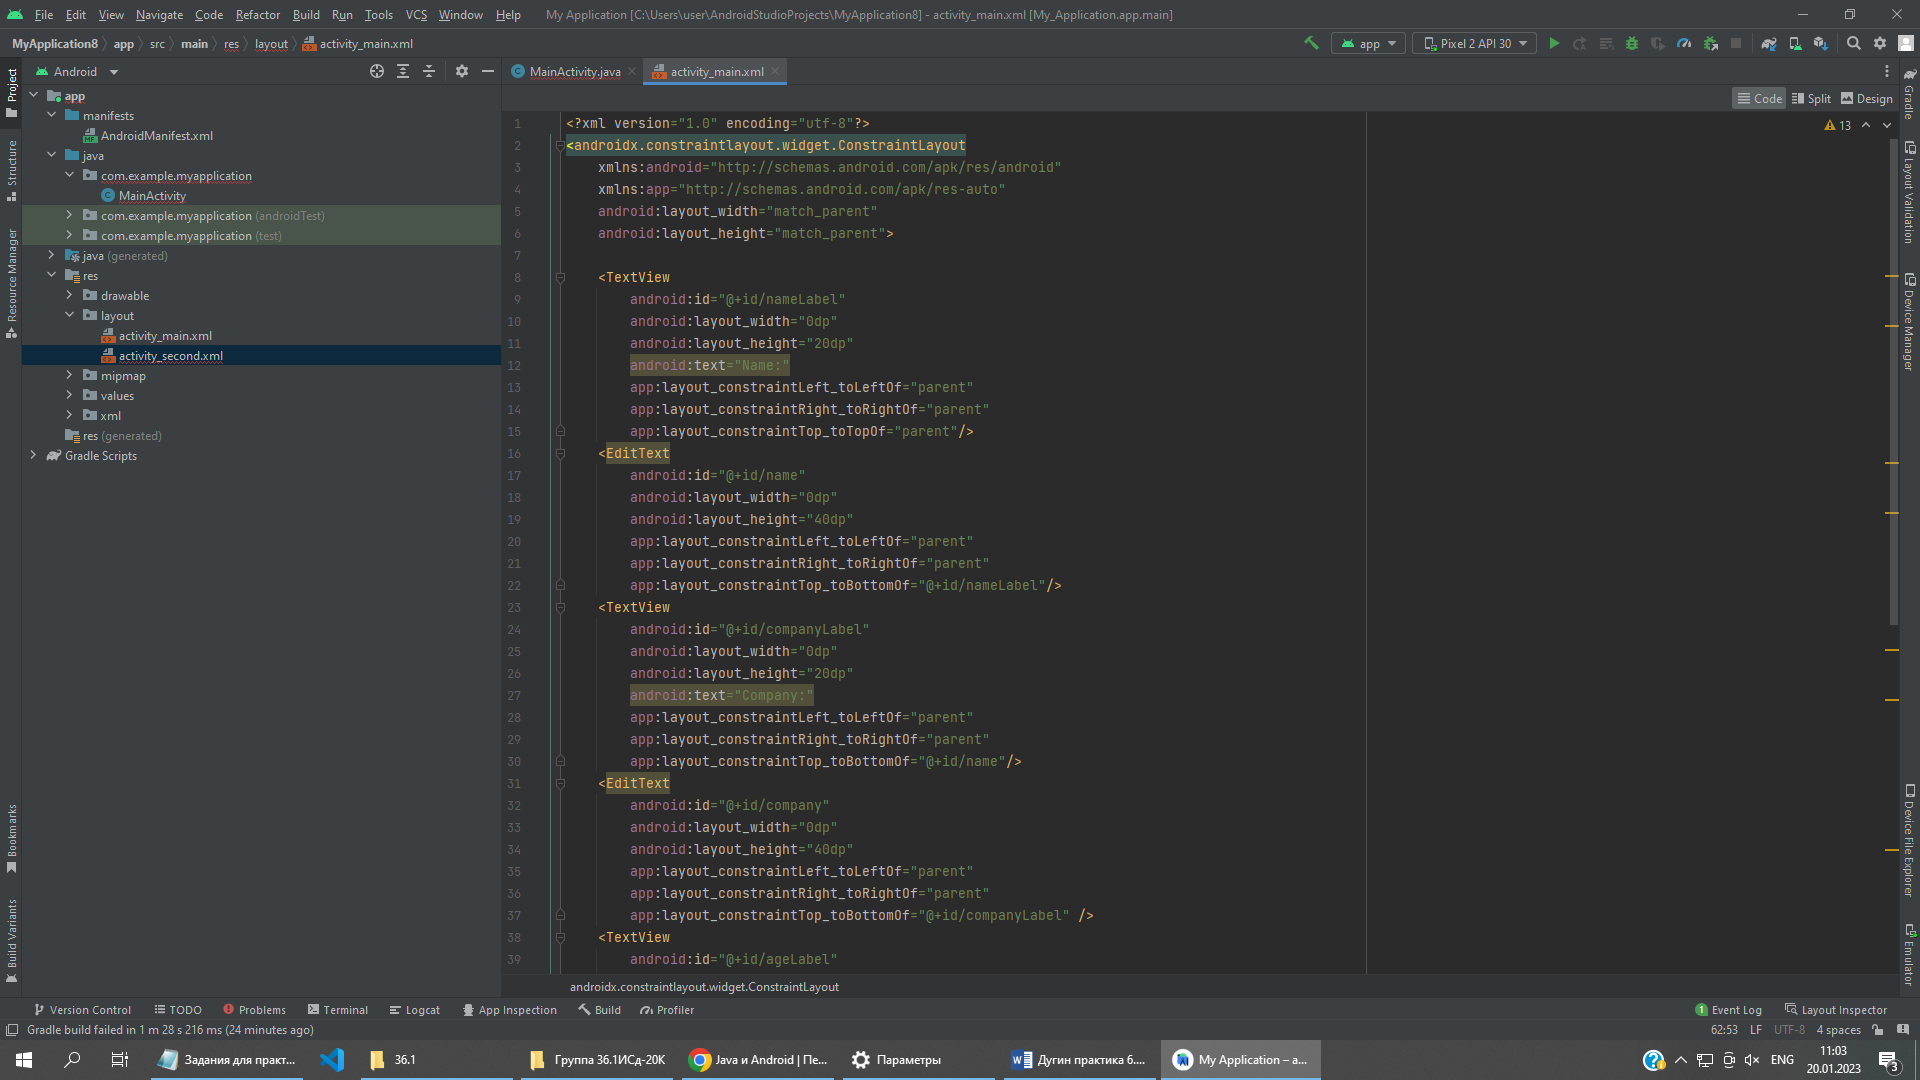 File Edit View Navigate Code Refactor Build Run Tools VCS Window Help My Application [C:\Users\user\AndroidStudioProjects\MyApplication8] - activity_main.xml [My_Application.app.main]
MyApplication8 app src main res layout activity_main.xml app Pixel 2 API 30
Android MainActivity.java activity_main.xml
Code Split Design
13
Project
Structure
Resource Manager
Bookmarks
Build Variants
app
manifests
AndroidManifest.xml
java
com.example.myapplication
MainActivity
com.example.myapplication (androidTest)
com.example.myapplication (test)
java (generated)
res
drawable
layout
activity_main.xml
activity_second.xml
mipmap
values
xml
res (generated)
Gradle Scripts
1 <?xml version="1.0" encoding="utf-8"?>
2 <androidx.constraintlayout.widget.ConstraintLayout
3 xmlns:android="http://schemas.android.com/apk/res/android"
4 xmlns:app="http://schemas.android.com/apk/res-auto"
5 android:layout_width="match_parent"
6 android:layout_height="match_parent">
7
8 <TextView
9 android:id="@+id/nameLabel"
10 android:layout_width="0dp"
11 android:layout_height="20dp"
12 android:text="Name:"
13 app:layout_constraintLeft_toLeftOf="parent"
14 app:layout_constraintRight_toRightOf="parent"
15 app:layout_constraintTop_toTopOf="parent"/>
16 <EditText
17 android:id="@+id/name"
18 android:layout_width="0dp"
19 android:layout_height="40dp"
20 app:layout_constraintLeft_toLeftOf="parent"
21 app:layout_constraintRight_toRightOf="parent"
22 app:layout_constraintTop_toBottomOf="@+id/nameLabel"/>
23 <TextView
24 android:id="@+id/companyLabel"
25 android:layout_width="0dp"
26 android:layout_height="20dp"
27 android:text="Company:"
28 app:layout_constraintLeft_toLeftOf="parent"
29 app:layout_constraintRight_toRightOf="parent"
30 app:layout_constraintTop_toBottomOf="@+id/name"/>
31 <EditText
32 android:id="@+id/company"
33 android:layout_width="0dp"
34 android:layout_height="40dp"
35 app:layout_constraintLeft_toLeftOf="parent"
36 app:layout_constraintRight_toRightOf="parent"
37 app:layout_constraintTop_toBottomOf="@+id/companyLabel" />
38 <TextView
39 android:id="@+id/ageLabel"
androidx.constraintlayout.widget.ConstraintLayout
Gradle
Layout Validation
Device Manager
Device File Explorer
Emulator
Version Control TODO Problems Terminal Logcat App Inspection Build Profiler 1 Event Log Layout Inspector
Gradle build failed in 1 m 28 s 216 ms (24 minutes ago) 62:53 LF UTF-8 4 spaces
Задания для практ... 36.1 Группа 36.1ИСд-20К Java и Android | Пе... Параметры Дугин практика 6.... My Application – a... ENG 11:03
20.01.2023 3